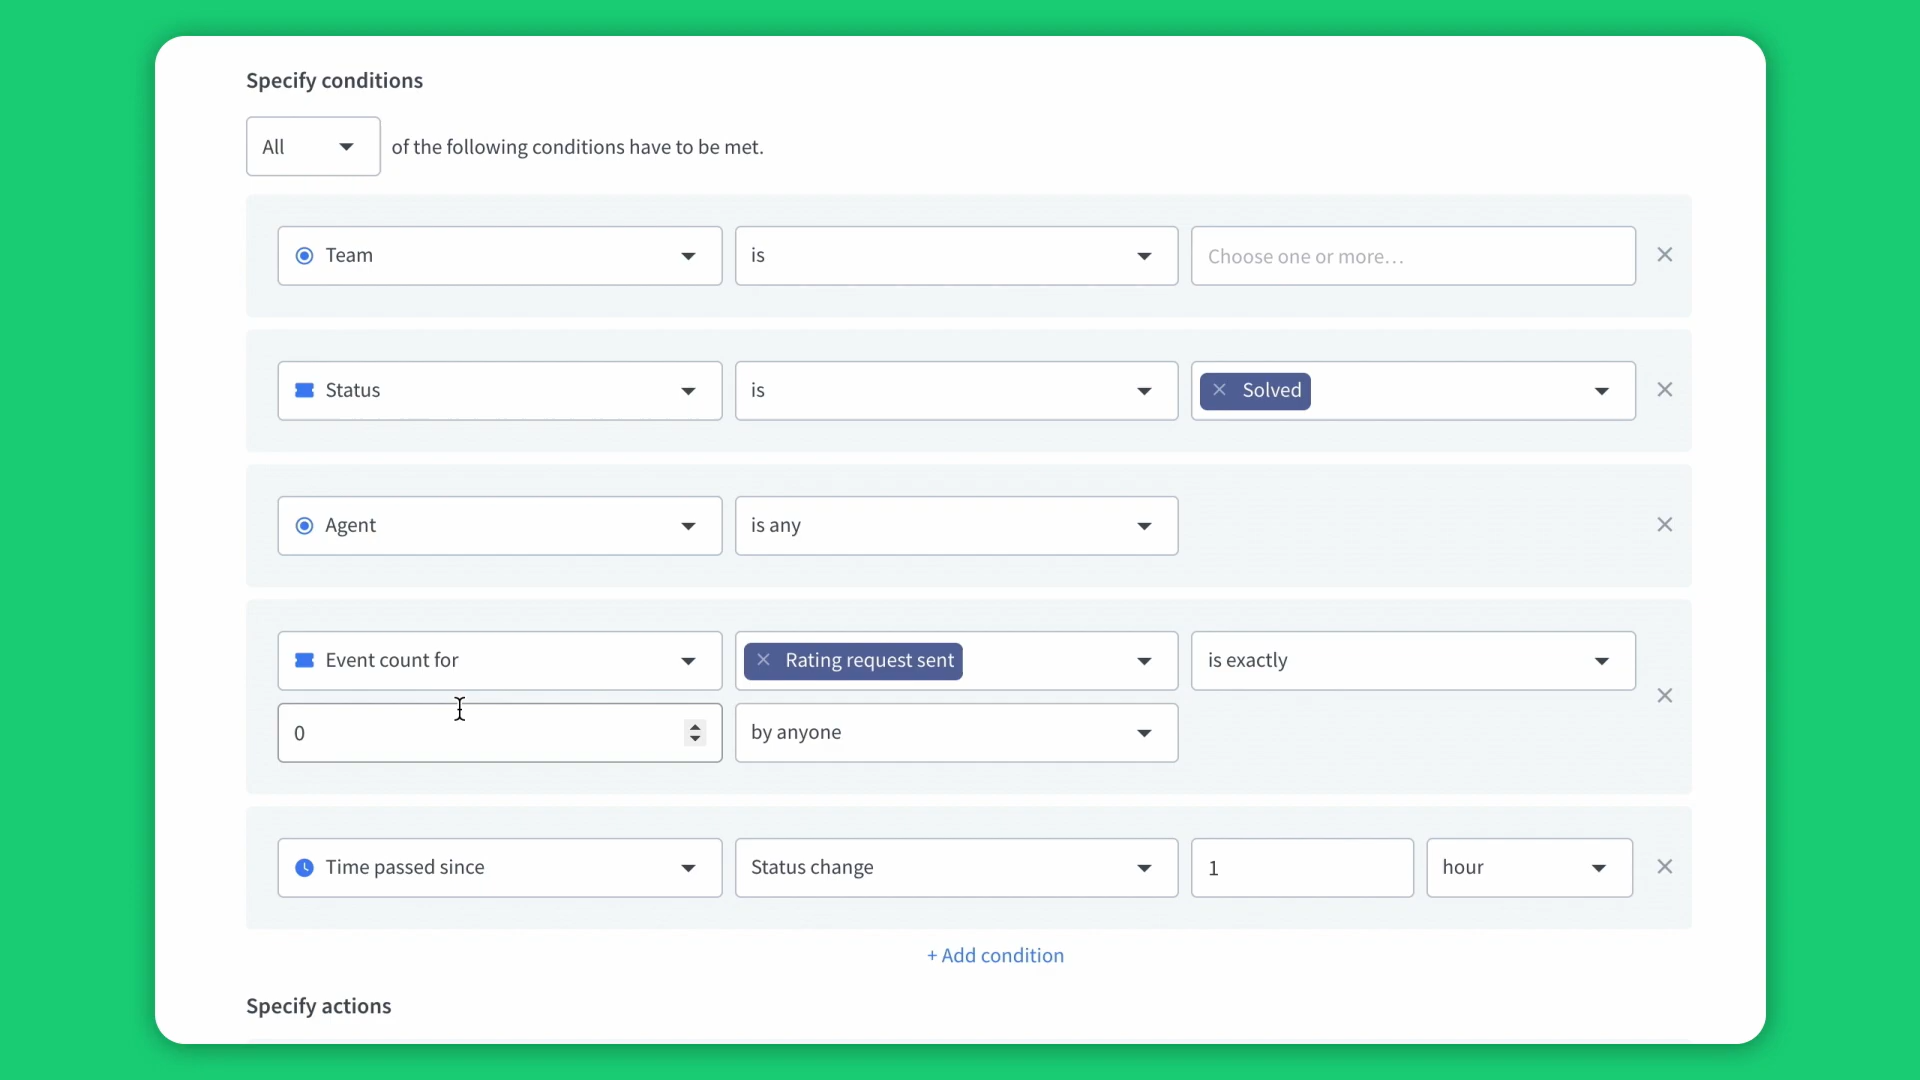 Specify conditions
All of the following conditions have to be met.
Team is Choose one or more...
Status is Solved
Agent is any
Event count for Rating request sent is exactly
0 by anyone
Time passed since Status change 1 hour
+ Add condition
Specify actions